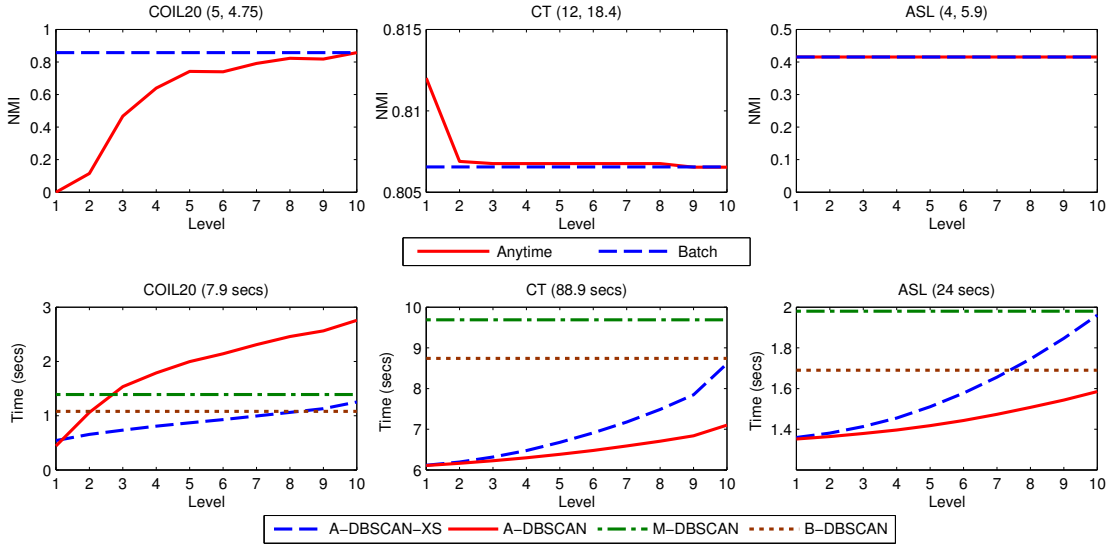 COIL20 (5, 4.75)
NMI
1
0.8
0.6
0.4
0.2
0
1 2 3 4 5 6 7 8 9 10
Level
CT (12, 18.4)
NMI
0.815
0.81
0.805
1 2 3 4 5 6 7 8 9 10
Level
ASL (4, 5.9)
NMI
0.5
0.4
0.3
0.2
0.1
0
1 2 3 4 5 6 7 8 9 10
Level
Anytime Batch
COIL20 (7.9 secs)
Time (secs)
3
2
1
0
1 2 3 4 5 6 7 8 9 10
Level
CT (88.9 secs)
Time (secs)
10
9
8
7
6
1 2 3 4 5 6 7 8 9 10
Level
ASL (24 secs)
Time (secs)
2
1.8
1.6
1.4
1 2 3 4 5 6 7 8 9 10
Level
A−DBSCAN−XS A−DBSCAN M−DBSCAN B−DBSCAN